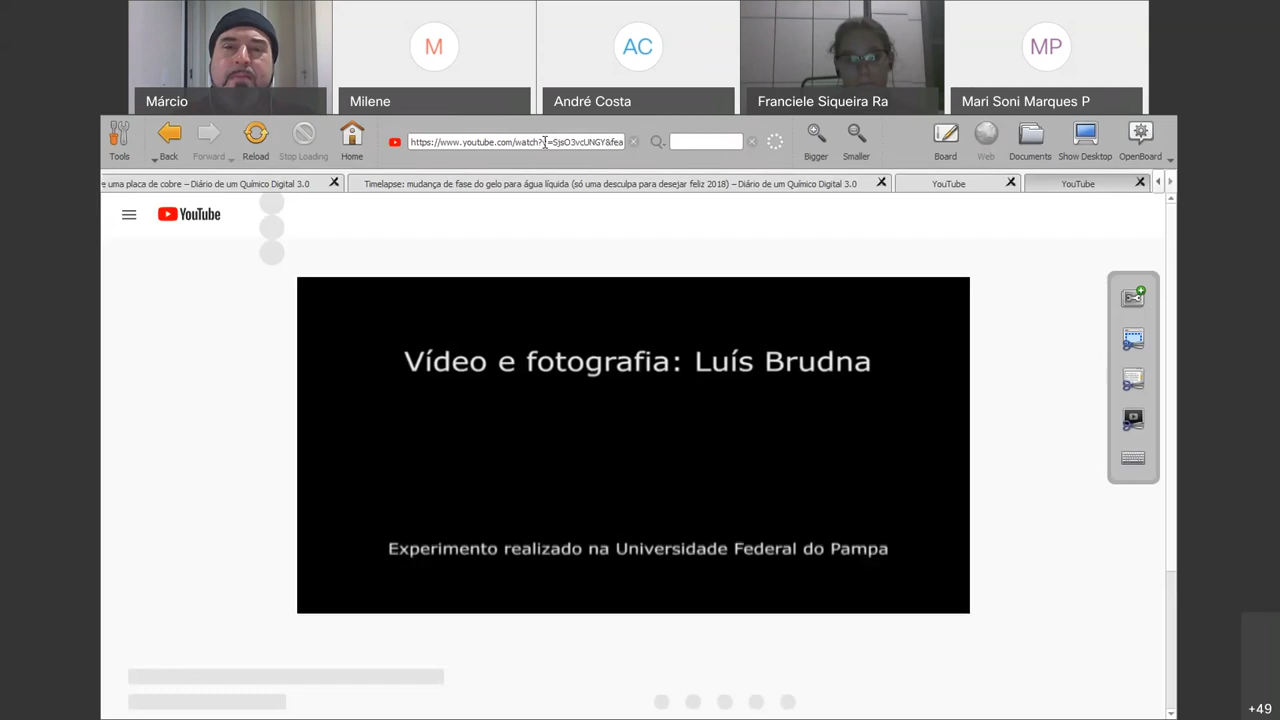 M
AC
MP
Márcio
Milene
André Costa
Franciele Siqueira Ra
Mari Soni Marques P
https://www.youtube.com/watch?v=SjsO3vcUNGY&fea
Tools
Back
Forward
Reload
Stop Loading
Home
Bigger
Smaller
Board
Web
Documents
Show Desktop
OpenBoard
e uma placa de cobre – Diário de um Químico Digital 3.0
Timelapse: mudança de fase do gelo para água líquida (só uma desculpa para desejar feliz 2018) – Diário de um Químico Digital 3.0
YouTube
YouTube
YouTube
Vídeo e fotografia: Luís Brudna
Experimento realizado na Universidade Federal do Pampa
+49